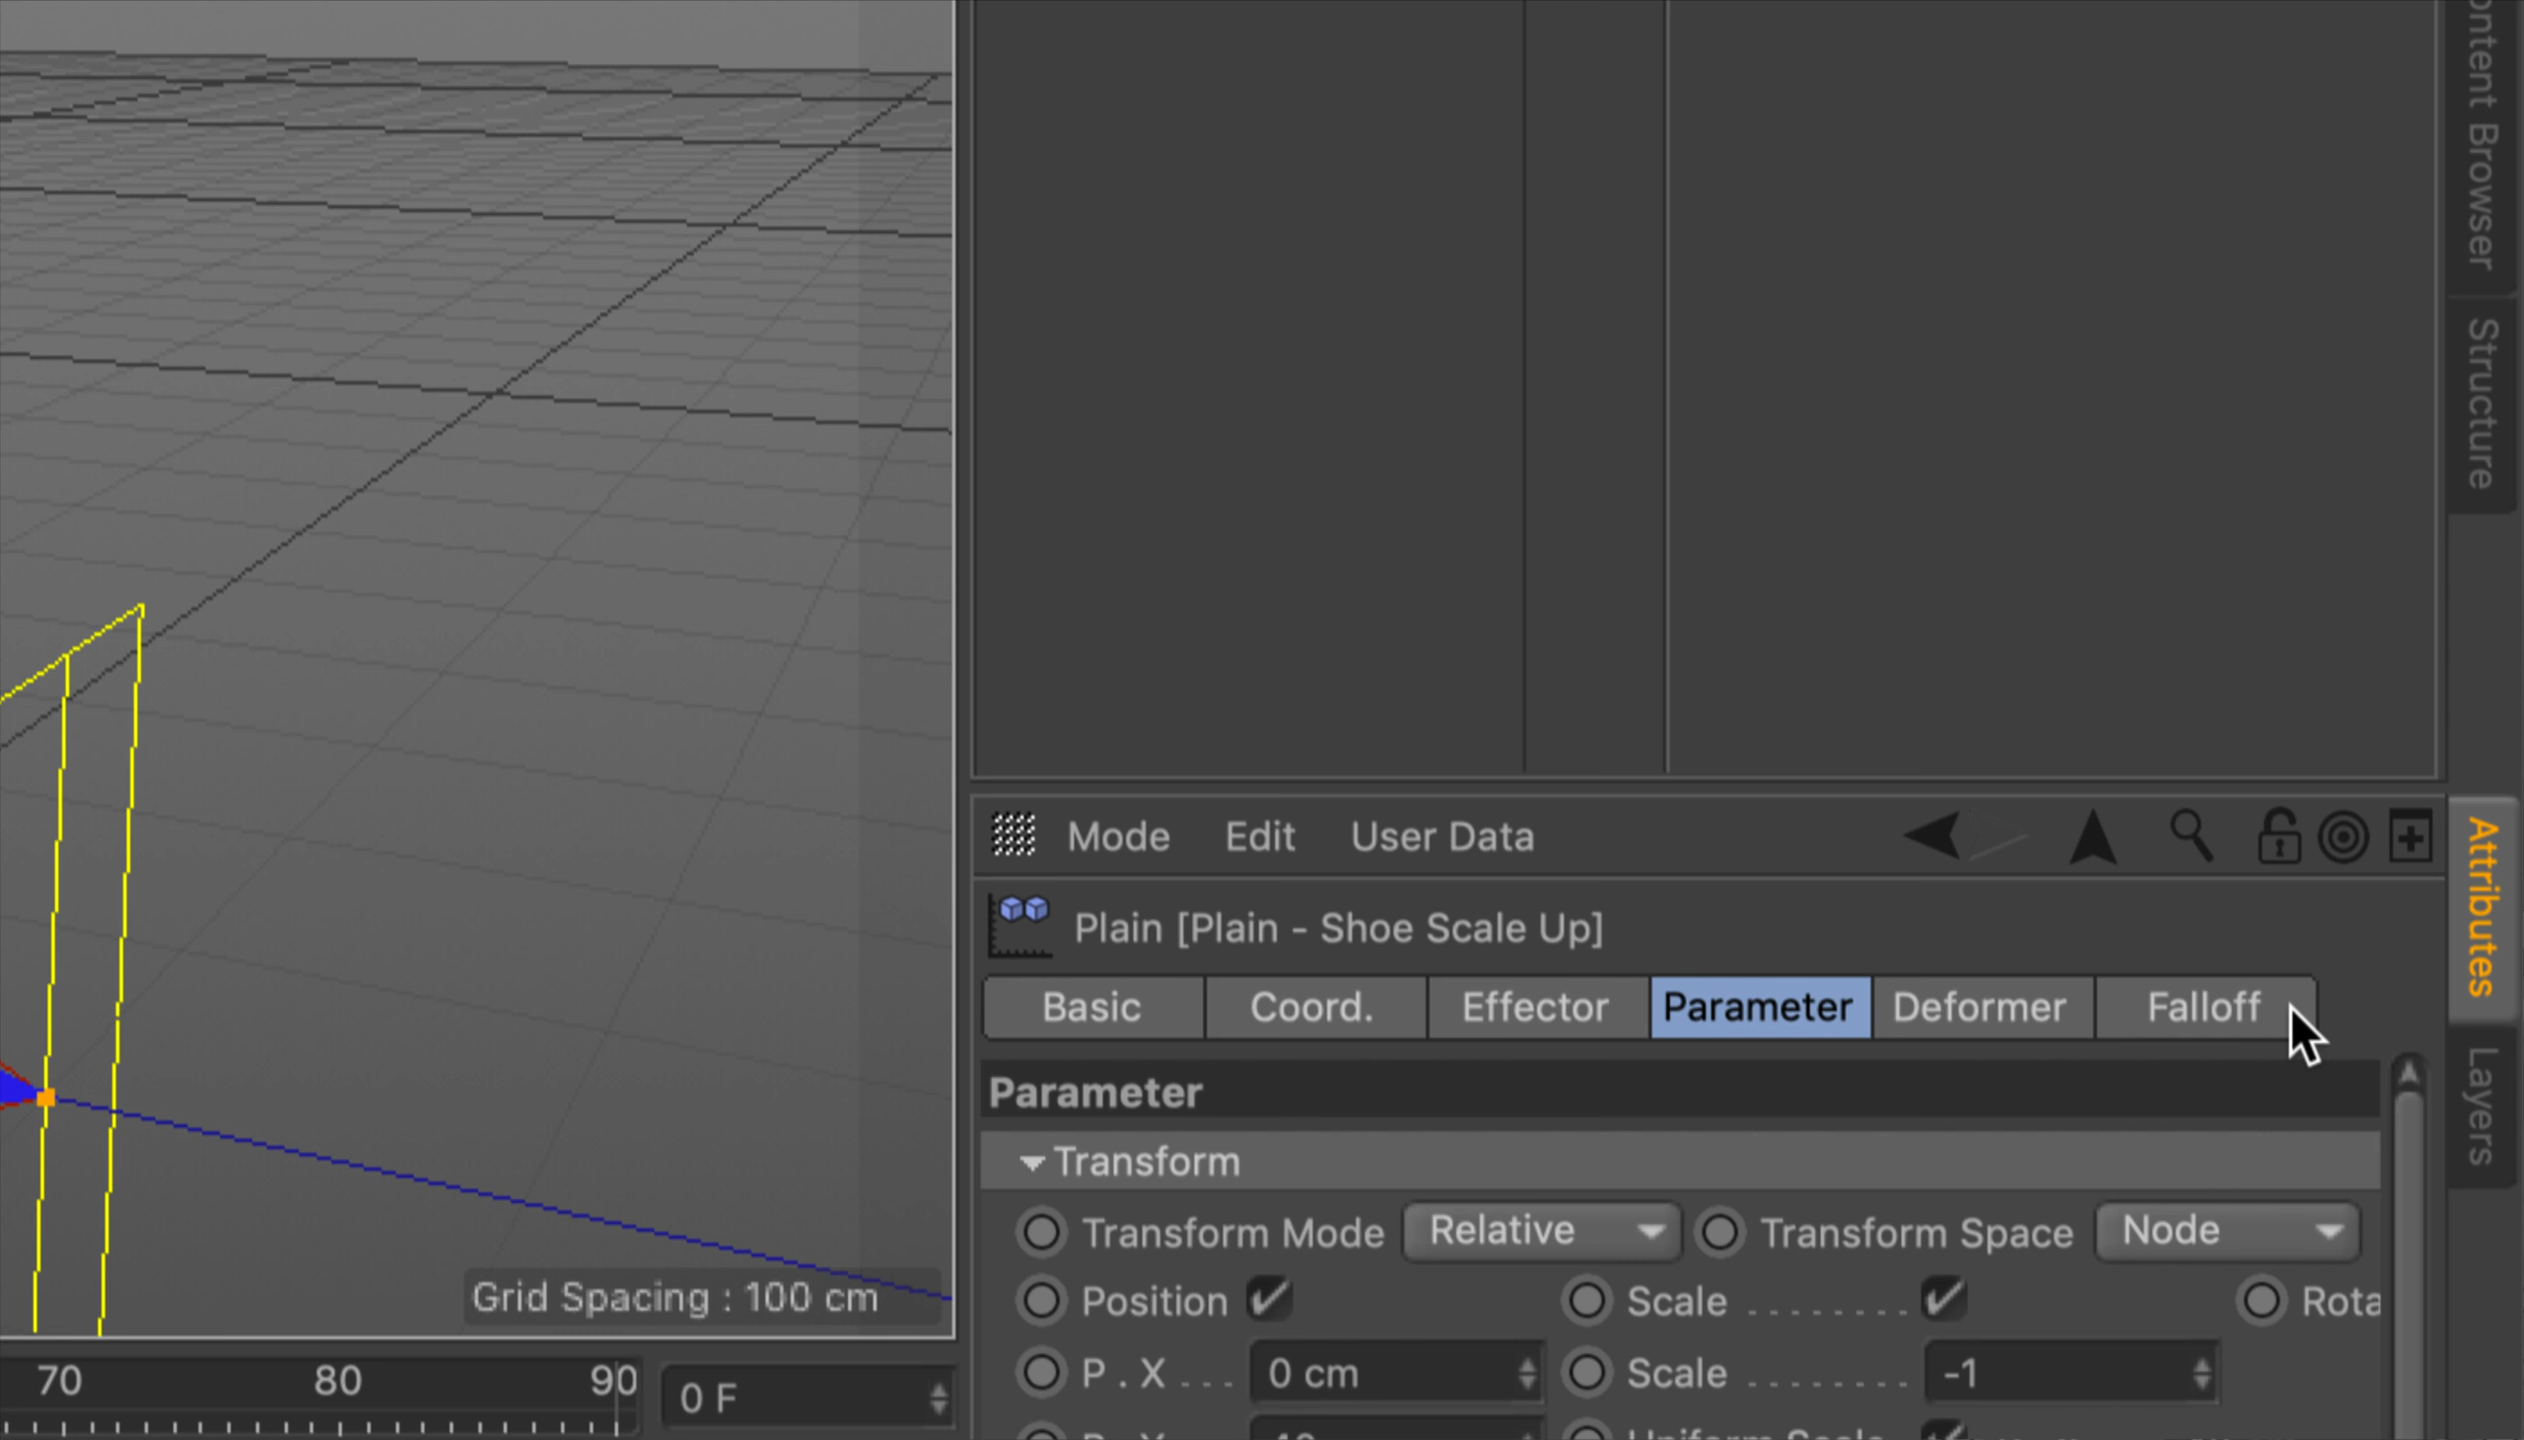 Content Browser
Structure
Mode Edit User Data
Attributes
Plain [Plain - Shoe Scale Up]
Basic Coord. Effector Parameter Deformer Falloff
Layers
Parameter
Transform
Transform Mode Relative Transform Space Node
Position Scale Rota
P . X 0 cm Scale -1
Grid Spacing : 100 cm
70 80 90 0 F